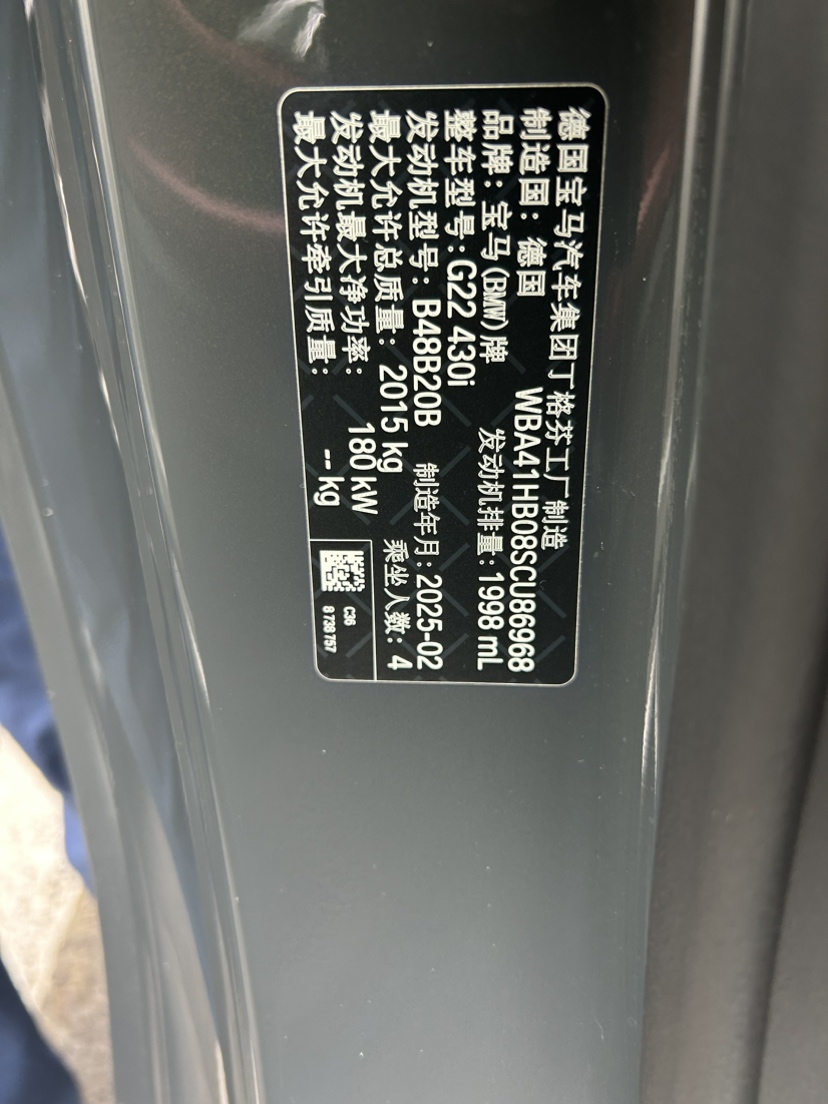 德国宝马汽车集团丁格芬工厂制造
制造国：德国 WBA41HB08SCU86968
品牌：宝马(BMW)牌 发动机排量：1998 mL
整车型号：G22 430i
发动机型号：B48B20B 制造年月：2025-02
最大允许总质量：2015 kg 乘坐人数：4
发动机最大净功率：180 kW
最大允许牵引质量：-- kg
C36
8 738 757